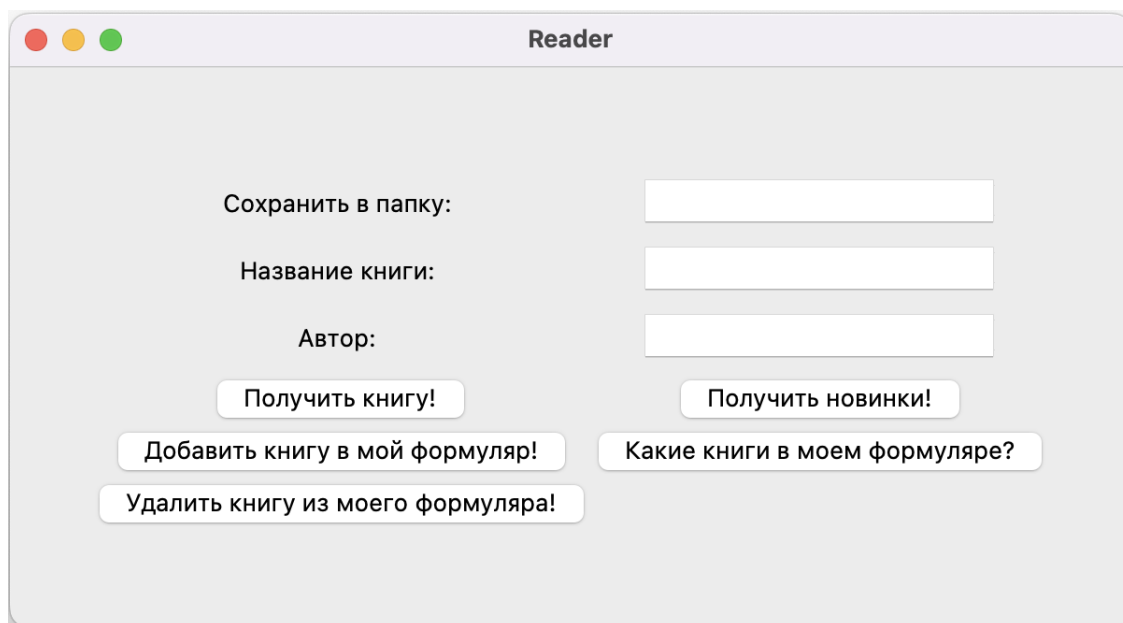 Reader
Сохранить в папку:
Название книги:
Автор:
Получить книгу! Получить новинки!
Добавить книгу в мой формуляр! Какие книги в моем формуляре?
Удалить книгу из моего формуляра!